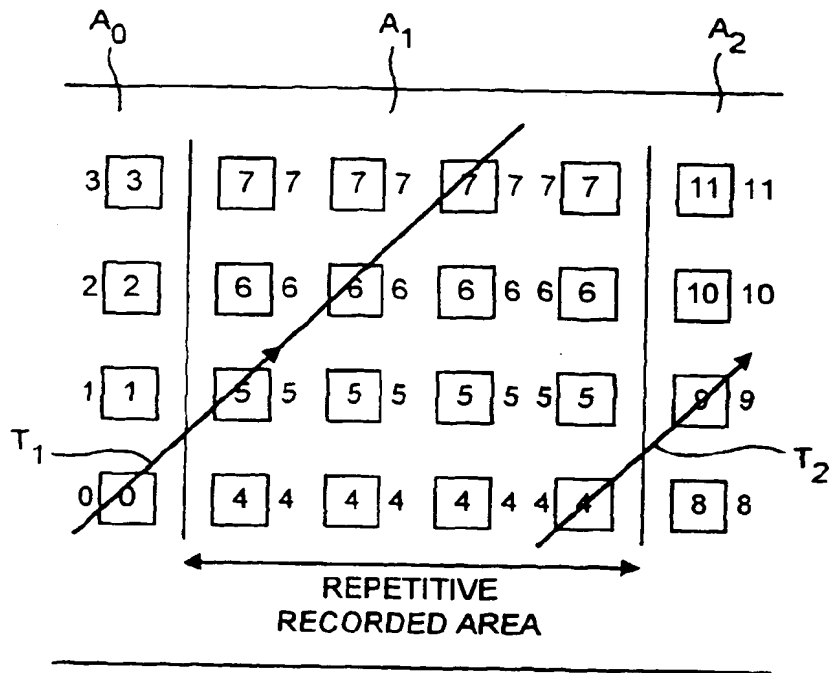 A0 A1 A2
3 3 7 7 7 7 7 7 7 7 11 11
2 2 6 6 6 6 6 6 6 6 10 10
1 1 5 5 5 5 5 5 5 5 9 9
T1 T2
0 0 4 4 4 4 4 4 4 4 8 8
REPETITIVE
RECORDED AREA